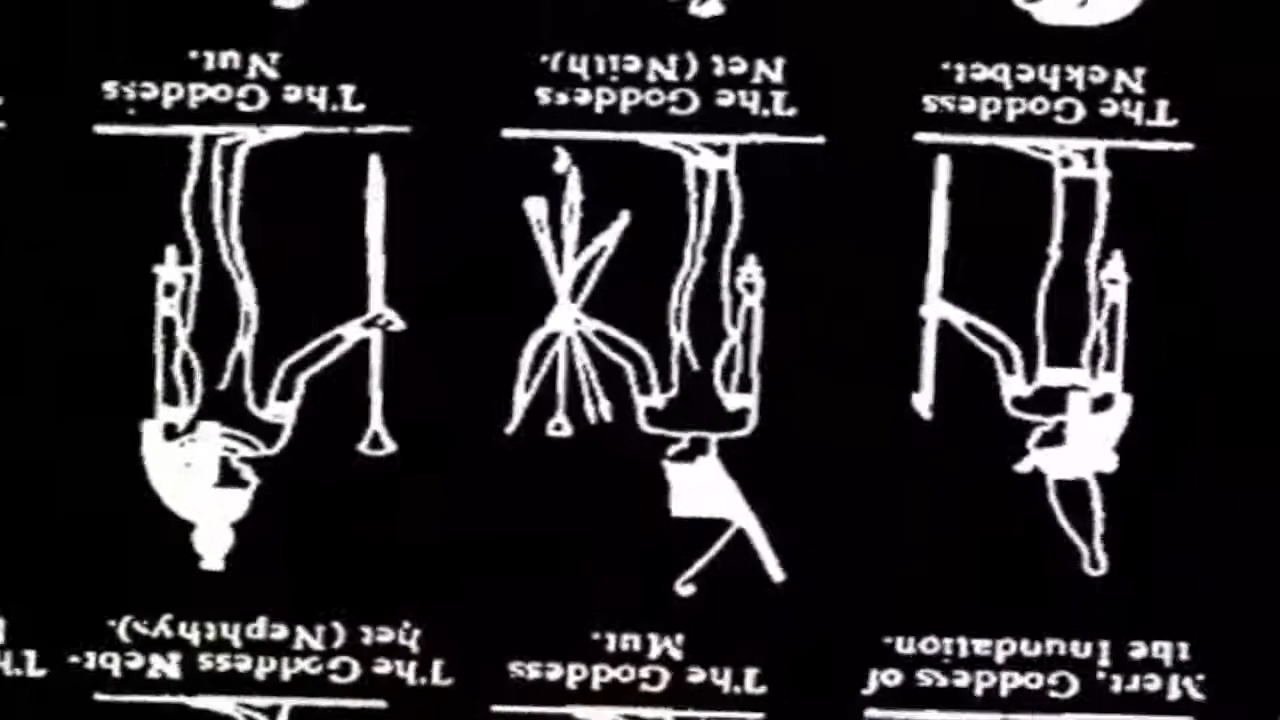 Mert, Goddess of
the Inundation.
The Goddess
Mut.
The Goddess Nebt-
ḥet (Nephthys).
The Goddess
Nekhebet.
The Goddess
Net (Neith).
The Goddess
Nut.